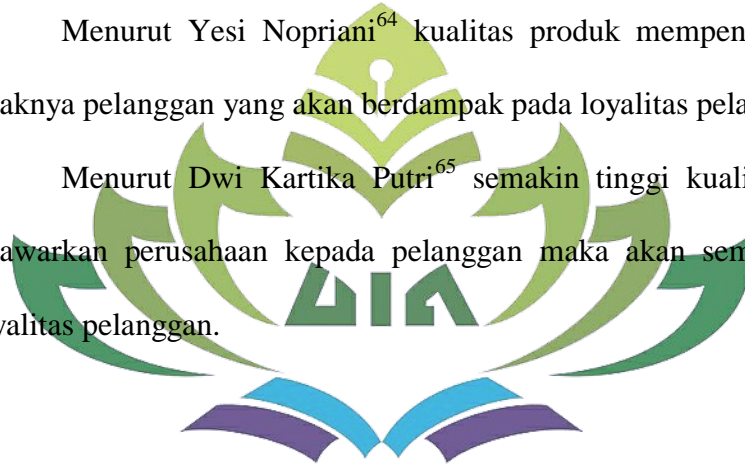 Menurut Yesi Nopriani64 kualitas produk mempen
aknya pelanggan yang akan berdampak pada loyalitas pela
Menurut Dwi Kartika Putri65 semakin tinggi kuali
awarkan perusahaan kepada pelanggan maka akan sem
yalitas pelanggan.
UIN